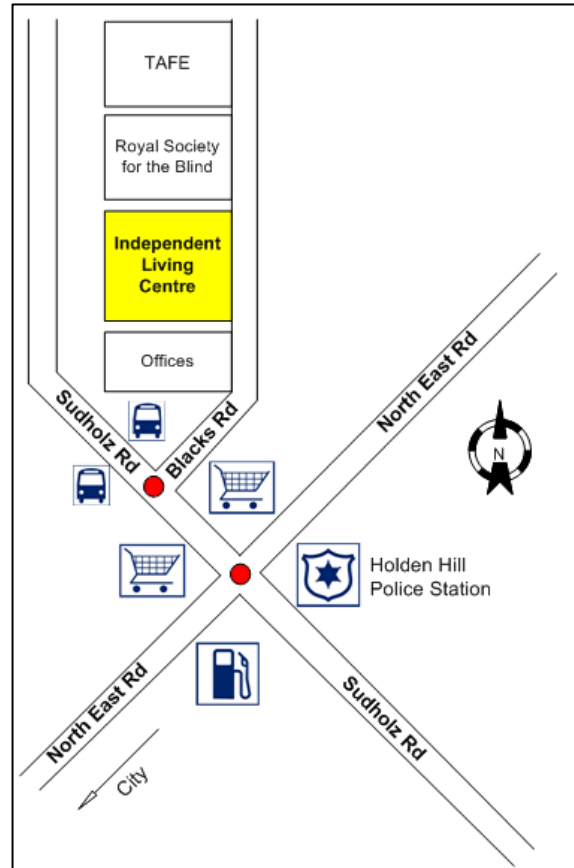 TAFE
Royal Society
for the Blind
Independent
Living
Centre
Offices
Sudholz Rd
Blacks Rd
North East Rd
N
Holden Hill
Police Station
North East Rd
Sudholz Rd
City